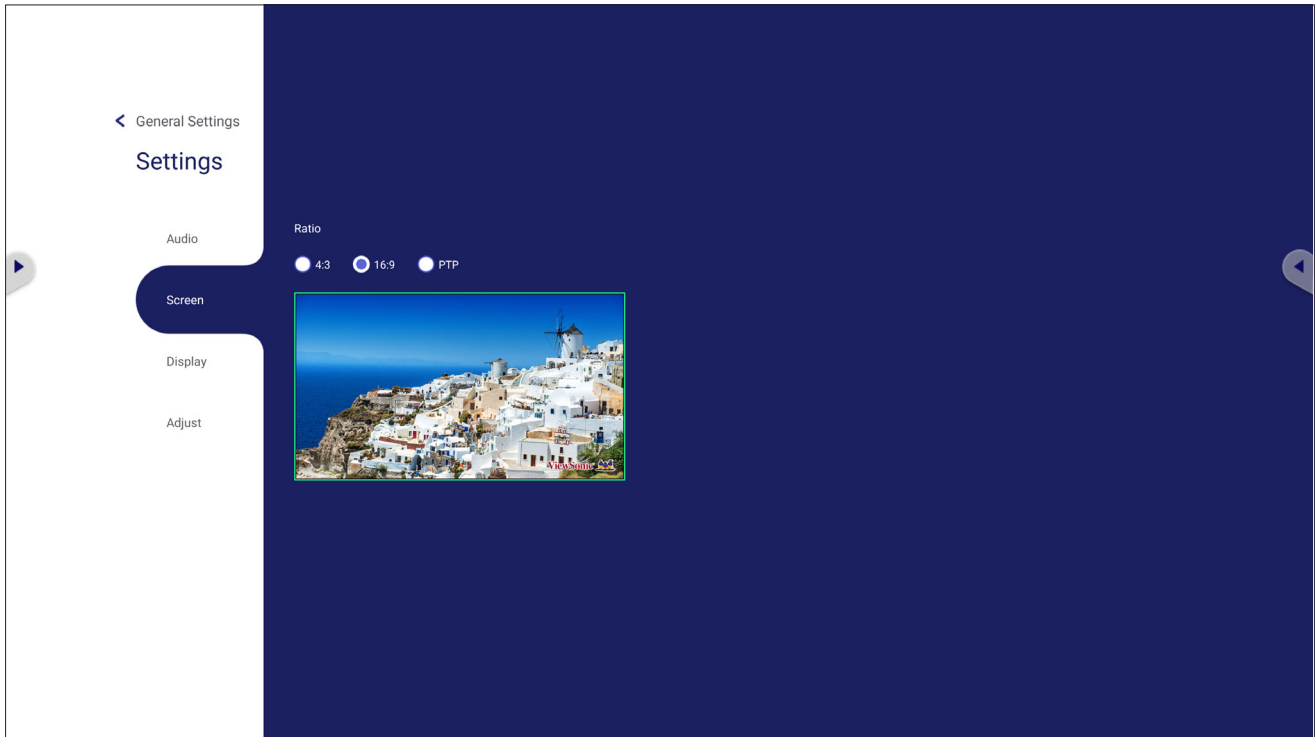 General Settings
Settings
Audio
Screen
Display
Adjust
Ratio
4:3 16:9 PTP
ViewSonic